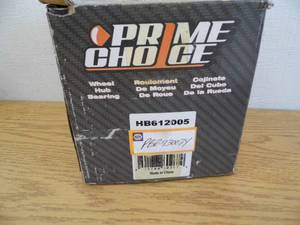 PRIME
CHOICE
Wheel
Hub
Bearing
Roulement
De Moyeu
De Roue
Cojinete
Del Cubo
De la Rueda
HB612005
Made in China